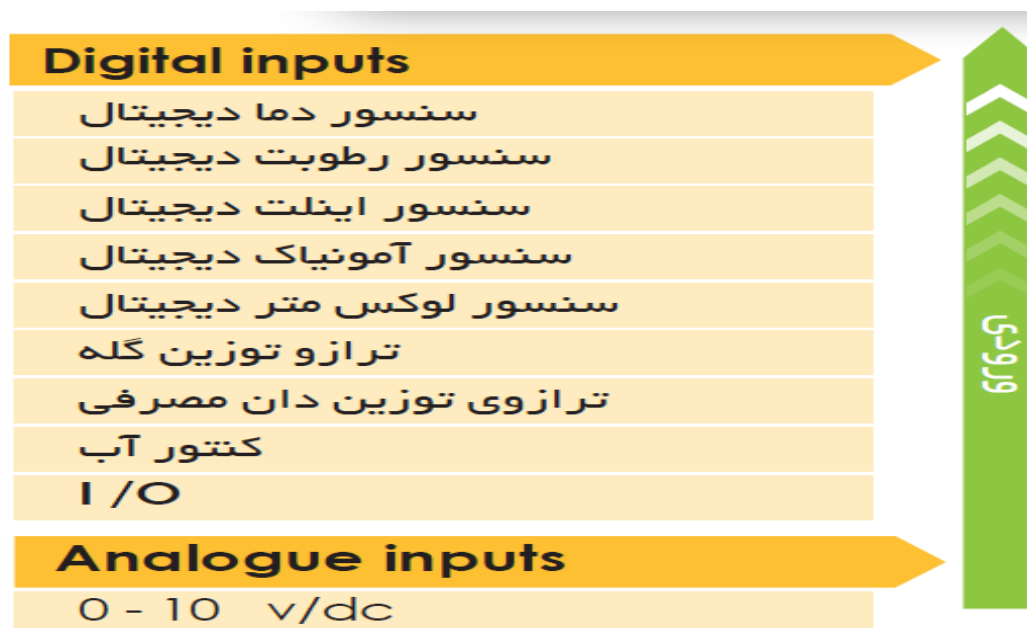 Digital inputs
سنسور دما دیجیتال
سنسور رطوبت دیجیتال
سنسور اینلت دیجیتال
سنسور آمونیاک دیجیتال
سنسور لوکس متر دیجیتال
ترازو توزین گله
ترازوی توزین دان مصرفی
کنتور آب
I /O
Analogue inputs
0 - 10 v/dc
ورودی